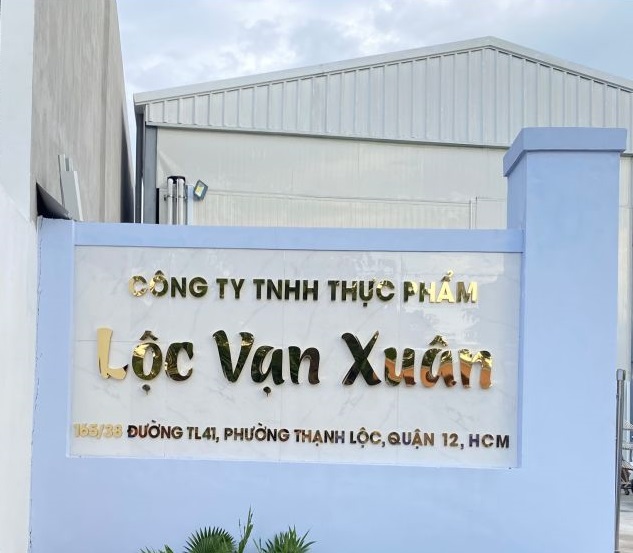 CÔNG TY TNHH THỰC PHẨM
Lộc Vạn Xuân
165/38 ĐƯỜNG TL41, PHƯỜNG THẠNH LỘC, QUẬN 12, HCM